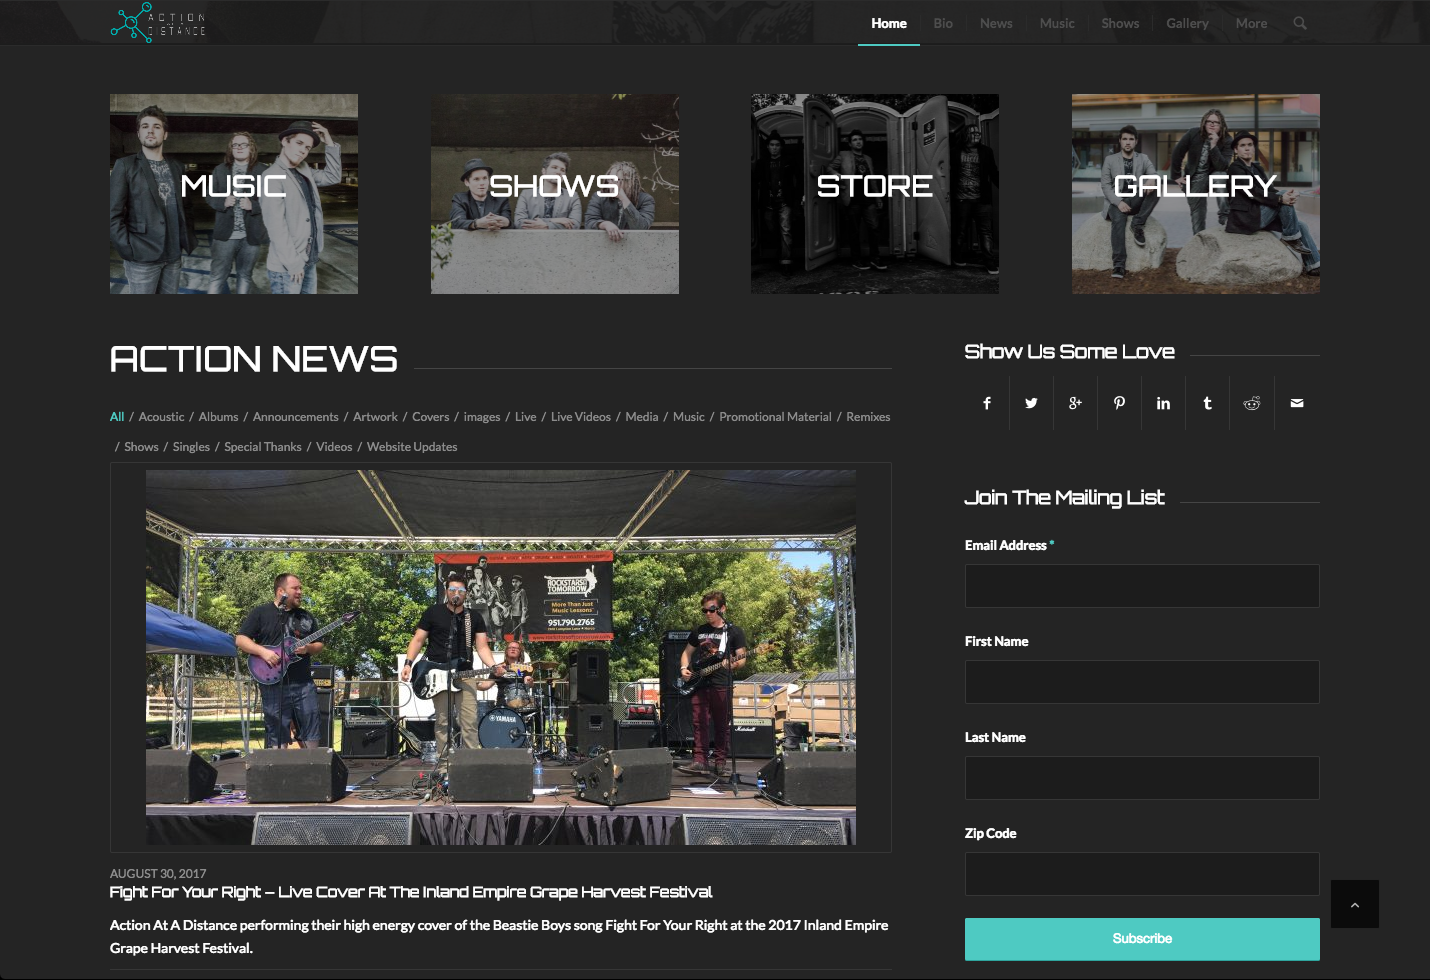 ACTION
DISTANCE
Home
Bio
News
Music
Shows
Gallery
More
MUSIC
SHOWS
STORE
GALLERY
ACTION NEWS
All / Acoustic / Albums / Announcements / Artwork / Covers / images / Live / Live Videos / Media / Music / Promotional Material / Remixes
/ Shows / Singles / Special Thanks / Videos / Website Updates
ROCKSTARS OF
TOMORROW
More Than Just
Music Lessons
951.790.2765
www.rockstarsoftomorrow.com
YAMAHA
Marshall
AUGUST 30, 2017
Fight For Your Right – Live Cover At The Inland Empire Grape Harvest Festival
Action At A Distance performing their high energy cover of the Beastie Boys song Fight For Your Right at the 2017 Inland Empire
Grape Harvest Festival.
Show Us Some Love
Join The Mailing List
Email Address *
First Name
Last Name
Zip Code
Subscribe